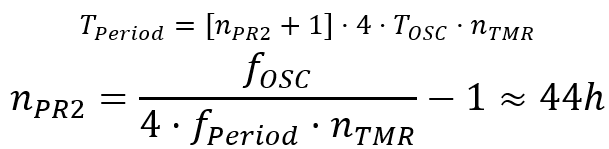 T_Period = [n_PR2 + 1] · 4 · T_OSC · n_TMR
n_PR2 = f_OSC / (4 · f_Period · n_TMR) − 1 ≈ 44h